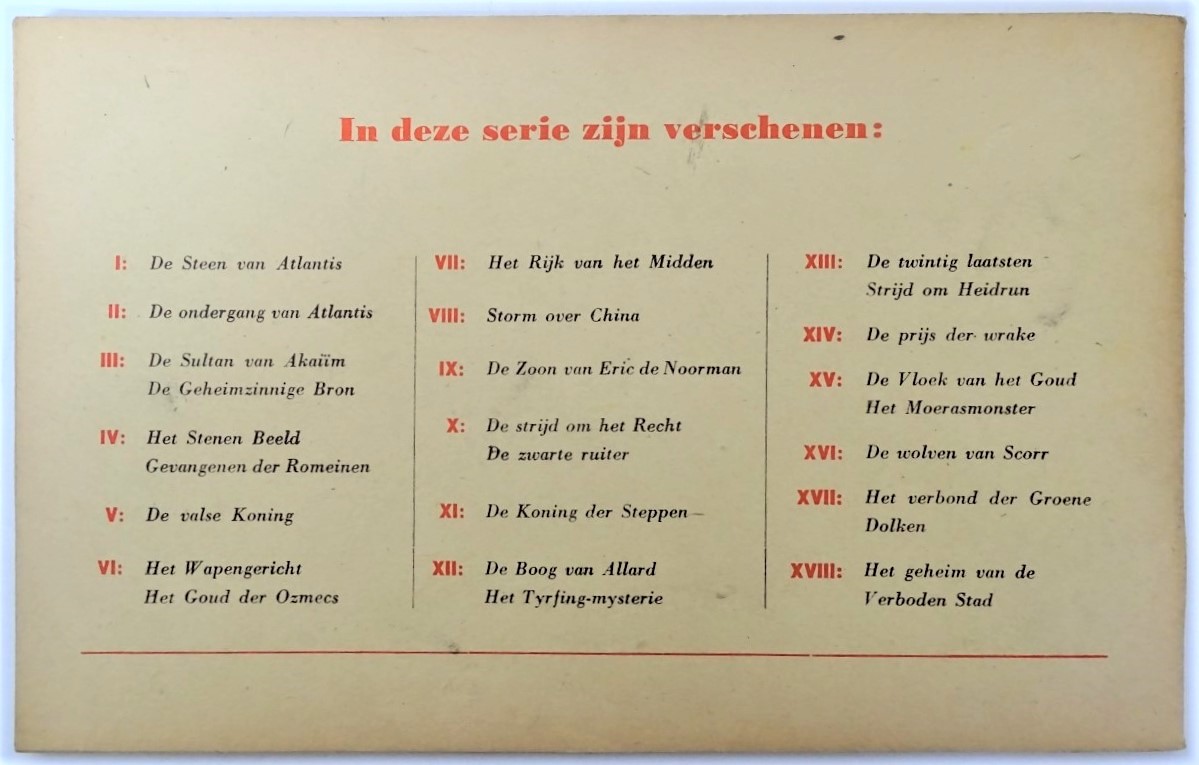 In deze serie zijn verschenen:
I: De Steen van Atlantis
II: De ondergang van Atlantis
III: De Sultan van Akaïim
De Geheimzinnige Bron
IV: Het Stenen Beeld
Gevangenen der Romeinen
V: De valse Koning
VI: Het Wapengericht
Het Goud der Ozmecs
VII: Het Rijk van het Midden
VIII: Storm over China
IX: De Zoon van Eric de Noorman
X: De strijd om het Recht
De zwarte ruiter
XI: De Koning der Steppen
XII: De Boog van Allard
Het Tyrfing-mysterie
XIII: De twintig laatsten
Strijd om Heidrun
XIV: De prijs der wrake
XV: De Vloek van het Goud
Het Moerasmonster
XVI: De wolven van Scorr
XVII: Het verbond der Groene
Dolken
XVIII: Het geheim van de
Verboden Stad